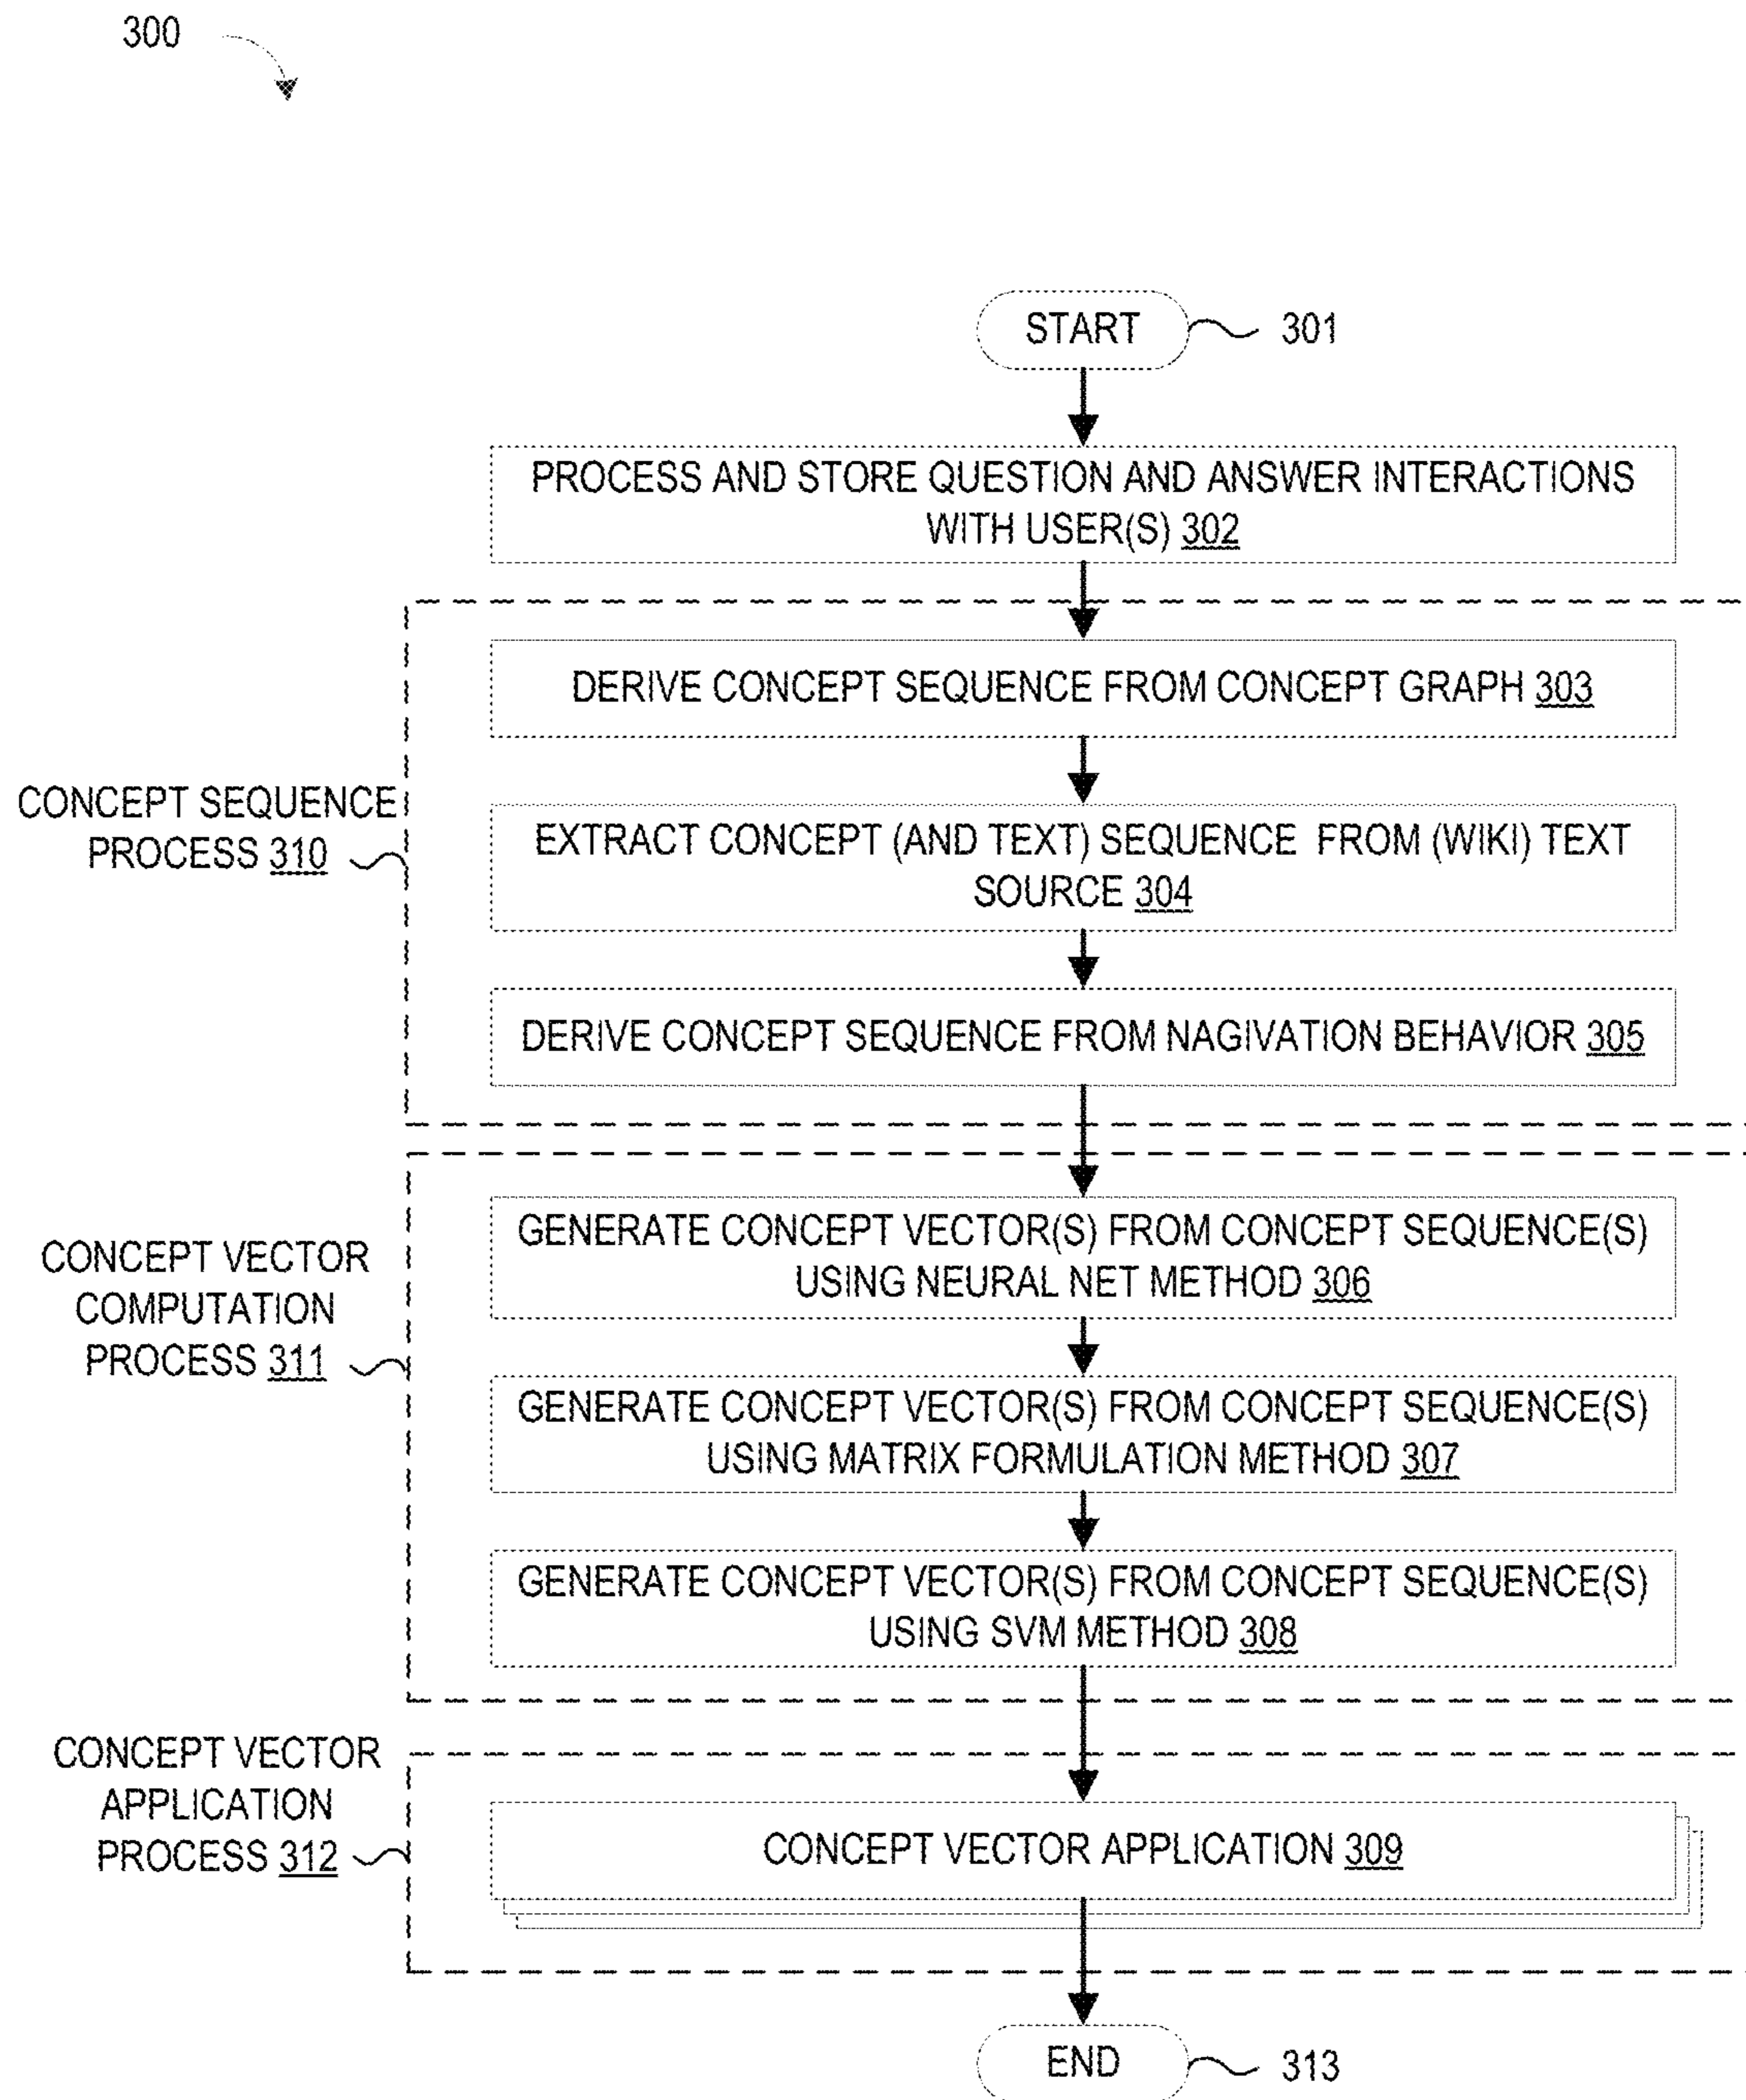 300
START
301
PROCESS AND STORE QUESTION AND ANSWER INTERACTIONS
WITH USER(S) 302
DERIVE CONCEPT SEQUENCE FROM CONCEPT GRAPH 303
CONCEPT SEQUENCE
PROCESS 310
EXTRACT CONCEPT (AND TEXT) SEQUENCE FROM (WIKI) TEXT
SOURCE 304
DERIVE CONCEPT SEQUENCE FROM NAGIVATION BEHAVIOR 305
CONCEPT VECTOR
COMPUTATION
PROCESS 311
GENERATE CONCEPT VECTOR(S) FROM CONCEPT SEQUENCE(S)
USING NEURAL NET METHOD 306
GENERATE CONCEPT VECTOR(S) FROM CONCEPT SEQUENCE(S)
USING MATRIX FORMULATION METHOD 307
GENERATE CONCEPT VECTOR(S) FROM CONCEPT SEQUENCE(S)
USING SVM METHOD 308
CONCEPT VECTOR
APPLICATION
PROCESS 312
CONCEPT VECTOR APPLICATION 309
END
313